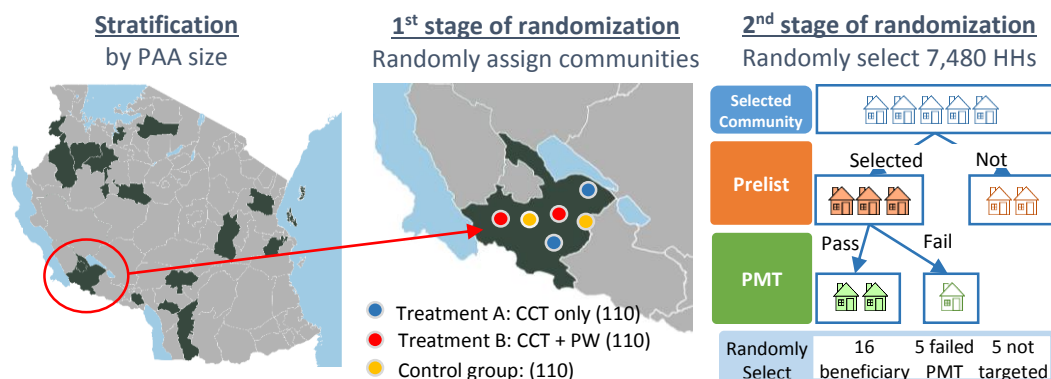 Stratification
by PAA size
1st stage of randomization
Randomly assign communities
Treatment A: CCT only (110)
Treatment B: CCT + PW (110)
Control group: (110)
2nd stage of randomization
Randomly select 7,480 HHs
Selected
Community
Prelist
Selected
Not
PMT
Pass
Fail
Randomly
Select
16
beneficiary
5 failed
PMT
5 not
targeted